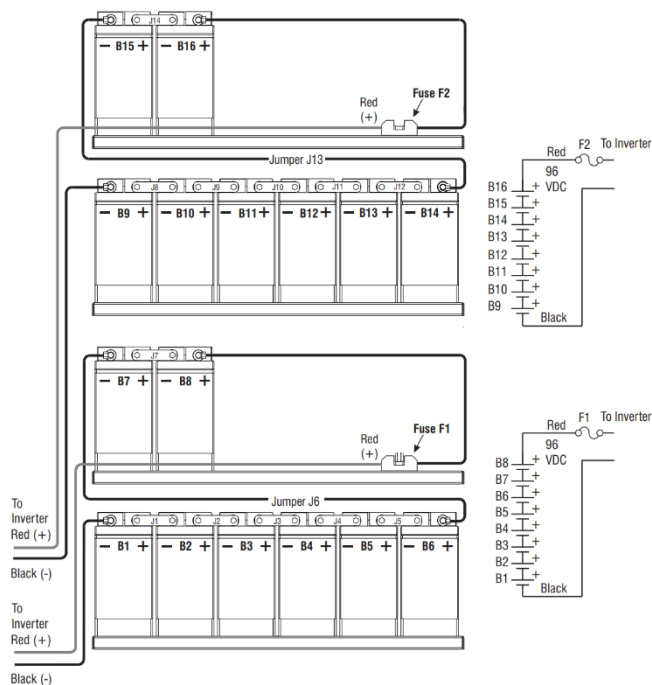 J14
− B15 + − B16 +
Fuse F2
Red
(+)
Jumper J13
J8 J9 J10 J11 J12
− B9 + − B10 + − B11 + − B12 + − B13 + − B14 +
J7
− B7 + − B8 +
Fuse F1
Red
(+)
Jumper J6
J1 J2 J3 J4 J5
− B1 + − B2 + − B3 + − B4 + − B5 + − B6 +
To
Inverter
Red (+)
Black (-)
To
Inverter
Red (+)
Black (-)
F2 To Inverter
Red
96
VDC
B16 +
B15 +
B14 +
B13 +
B12 +
B11 +
B10 +
B9 +
Black
F1 To Inverter
Red
96
VDC
B8 +
B7 +
B6 +
B5 +
B4 +
B3 +
B2 +
B1 +
Black